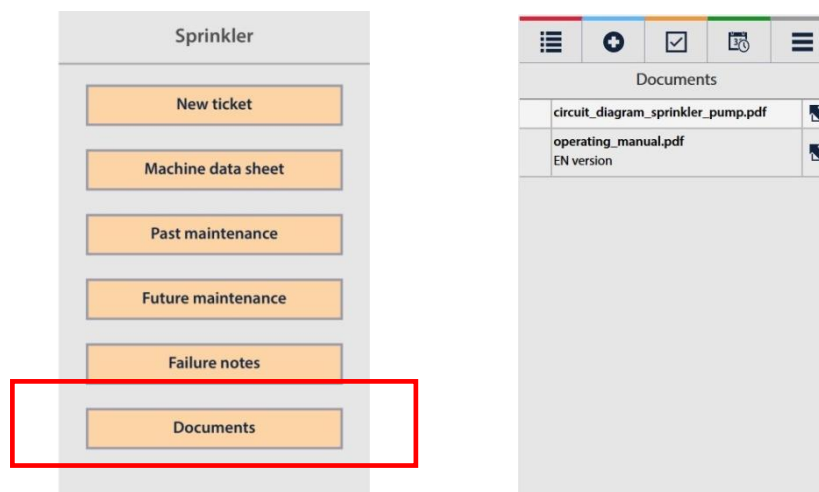 Sprinkler
New ticket
Machine data sheet
Past maintenance
Future maintenance
Failure notes
Documents
Documents
circuit_diagram_sprinkler_pump.pdf
operating_manual.pdf
EN version